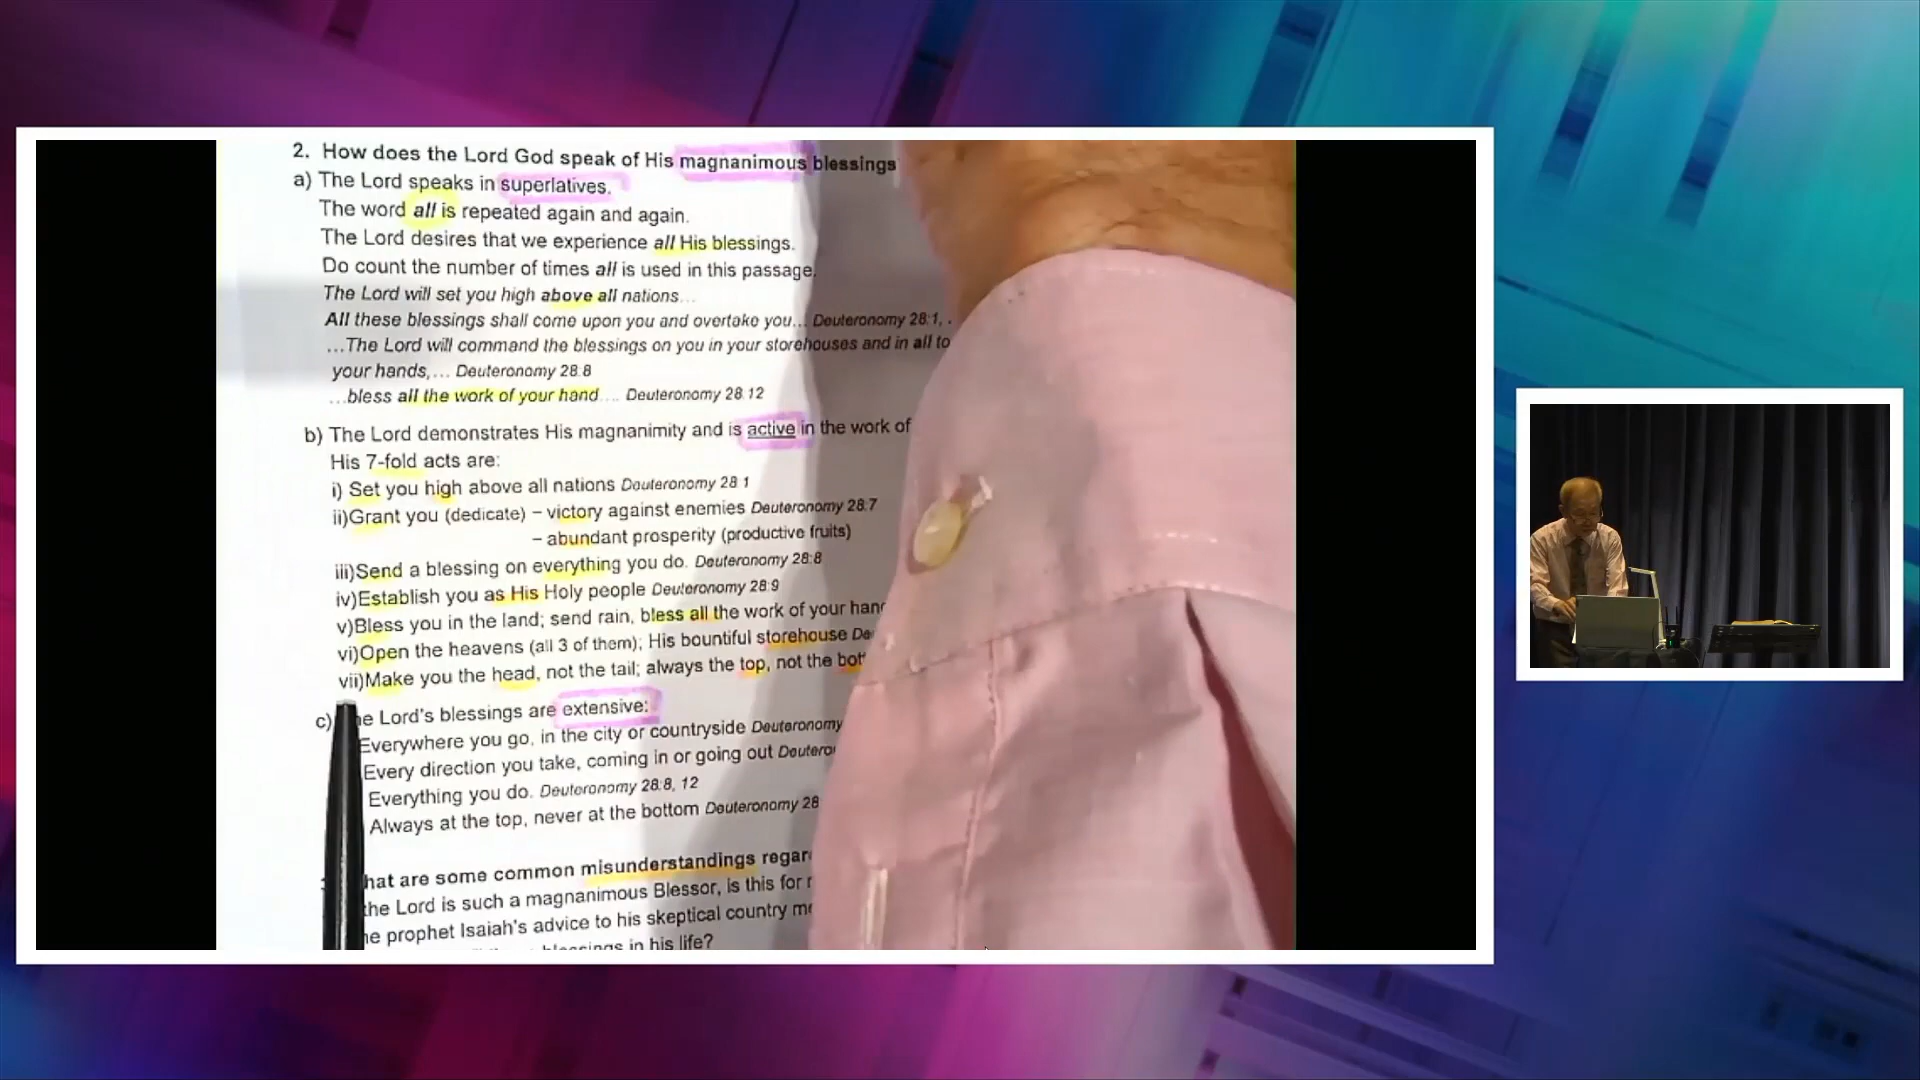 2. How does the Lord God speak of His magnanimous blessings
a) The Lord speaks in superlatives.
The word all is repeated again and again.
The Lord desires that we experience all His blessings.
Do count the number of times all is used in this passage.
The Lord will set you high above all nations...
All these blessings shall come upon you and overtake you... Deuteronomy 28:1,
...The Lord will command the blessings on you in your storehouses and in all to
your hands,... Deuteronomy 28:8
...bless all the work of your hand.... Deuteronomy 28:12
b) The Lord demonstrates His magnanimity and is active in the work of
His 7-fold acts are:
i) Set you high above all nations Deuteronomy 28:1
ii)Grant you (dedicate) – victory against enemies Deuteronomy 28:7
– abundant prosperity (productive fruits)
iii)Send a blessing on everything you do. Deuteronomy 28:8
iv)Establish you as His Holy people Deuteronomy 28:9
v)Bless you in the land; send rain, bless all the work of your
vi)Open the heavens (all 3 of them); His bountiful storehouse
vii)Make you the head, not the tail; always the top, not the
c) Lord's blessings are extensive:
Everywhere you go, in the city or countryside Deuteronomy
Every direction you take, coming in or going out
Everything you do. Deuteronomy 28:8, 12
Always at the top, never at the bottom Deuteronomy 28
are some common misunderstandings
the Lord is such a magnanimous Blessor, is this for
prophet Isaiah's advice to his skeptical country
blessings in his life?